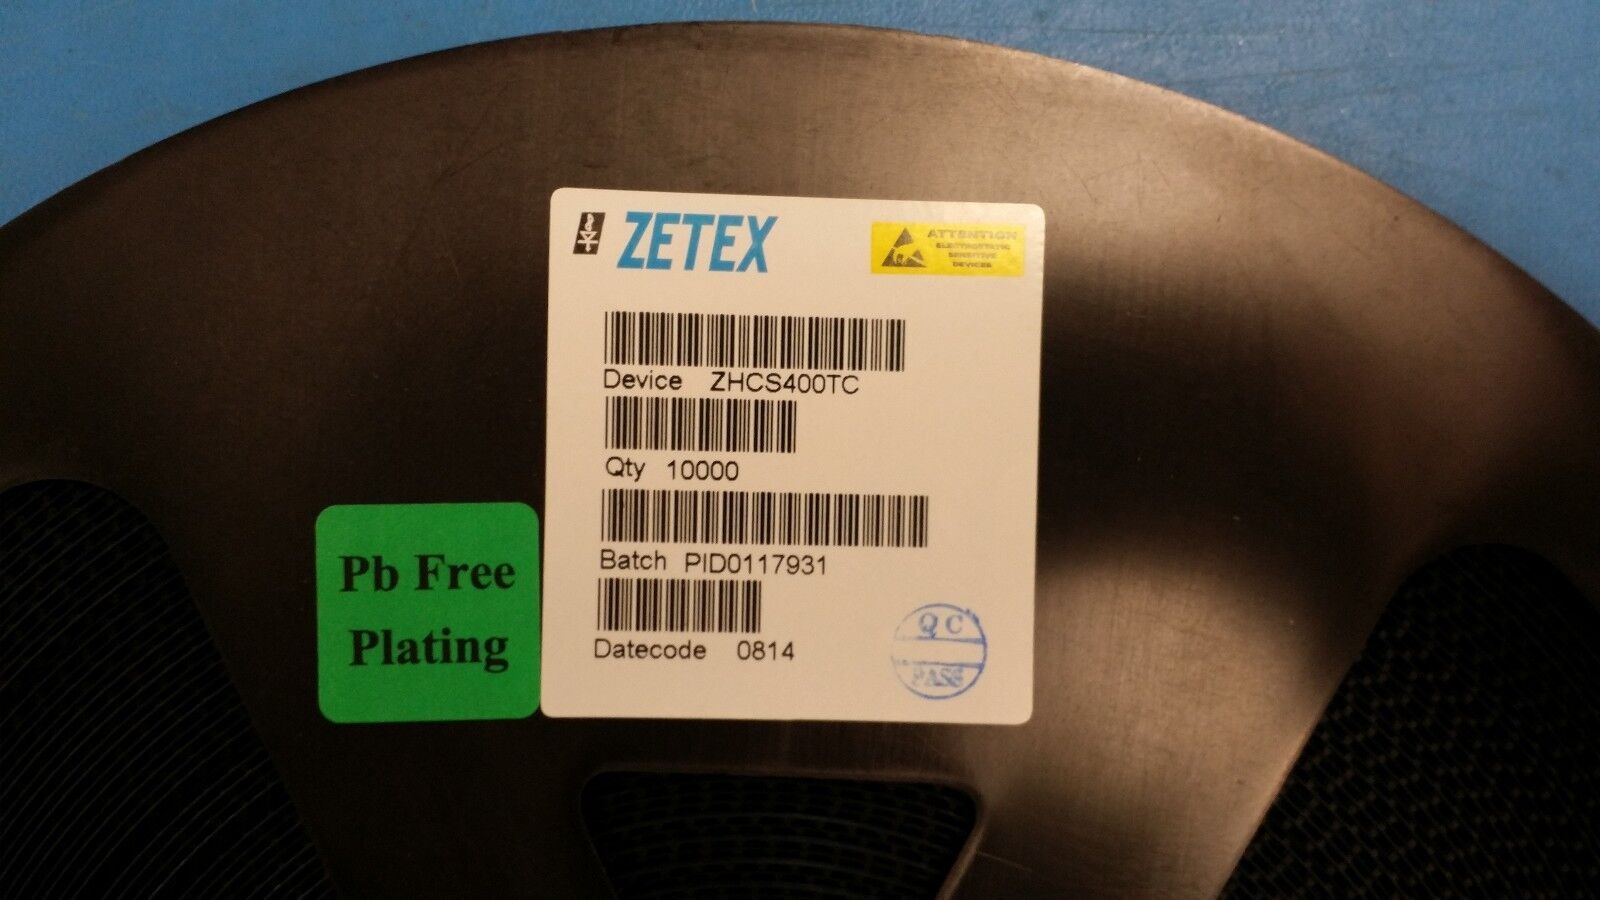 ZETEX
ATTENTION
ELECTROSTATIC
SENSITIVE
DEVICES
Device ZHCS400TC
Qty 10000
Batch PID0117931
Datecode 0814
QC
PASS
Pb Free
Plating